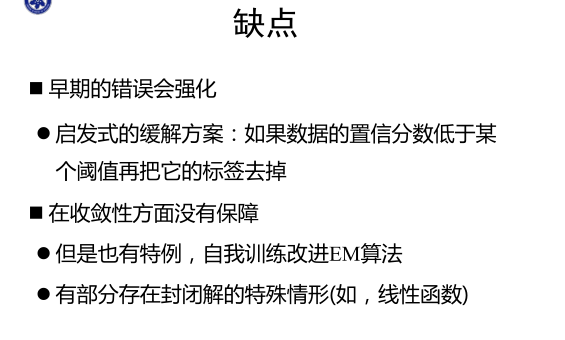 缺点
■ 早期的错误会强化
● 启发式的缓解方案：如果数据的置信分数低于某
个阈值再把它的标签去掉
■ 在收敛性方面没有保障
● 但是也有特例，自我训练改进EM算法
● 有部分存在封闭解的特殊情形(如，线性函数)